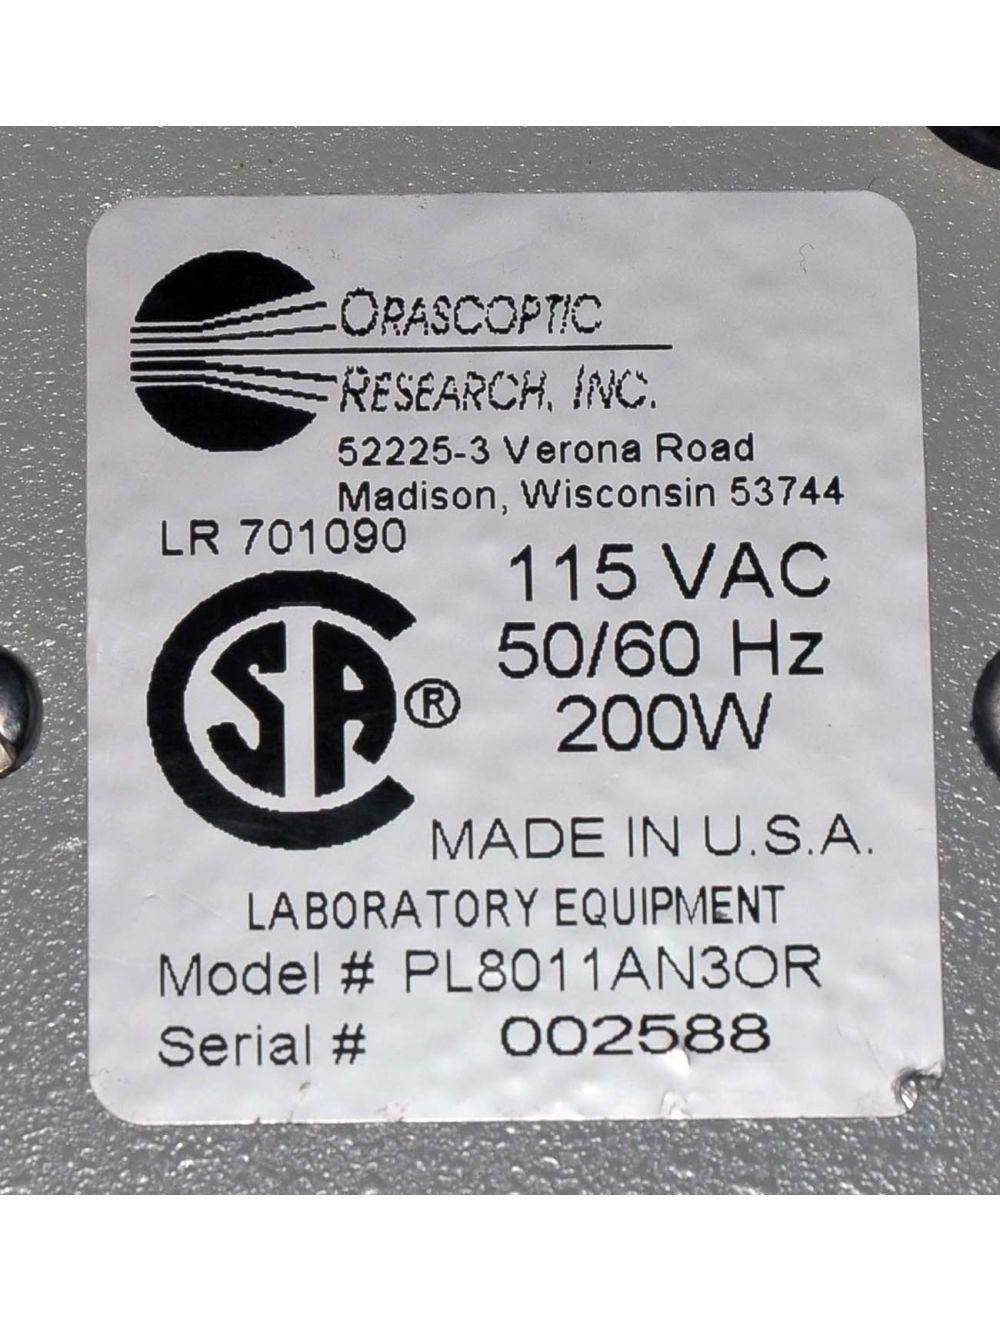 ORASCOPTIC
RESEARCH, INC.
52225-3 Verona Road
Madison, Wisconsin 53744
LR 701090
115 VAC
50/60 Hz
200W
CSA®
MADE IN U.S.A.
LABORATORY EQUIPMENT
Model # PL8011AN3OR
Serial # 002588